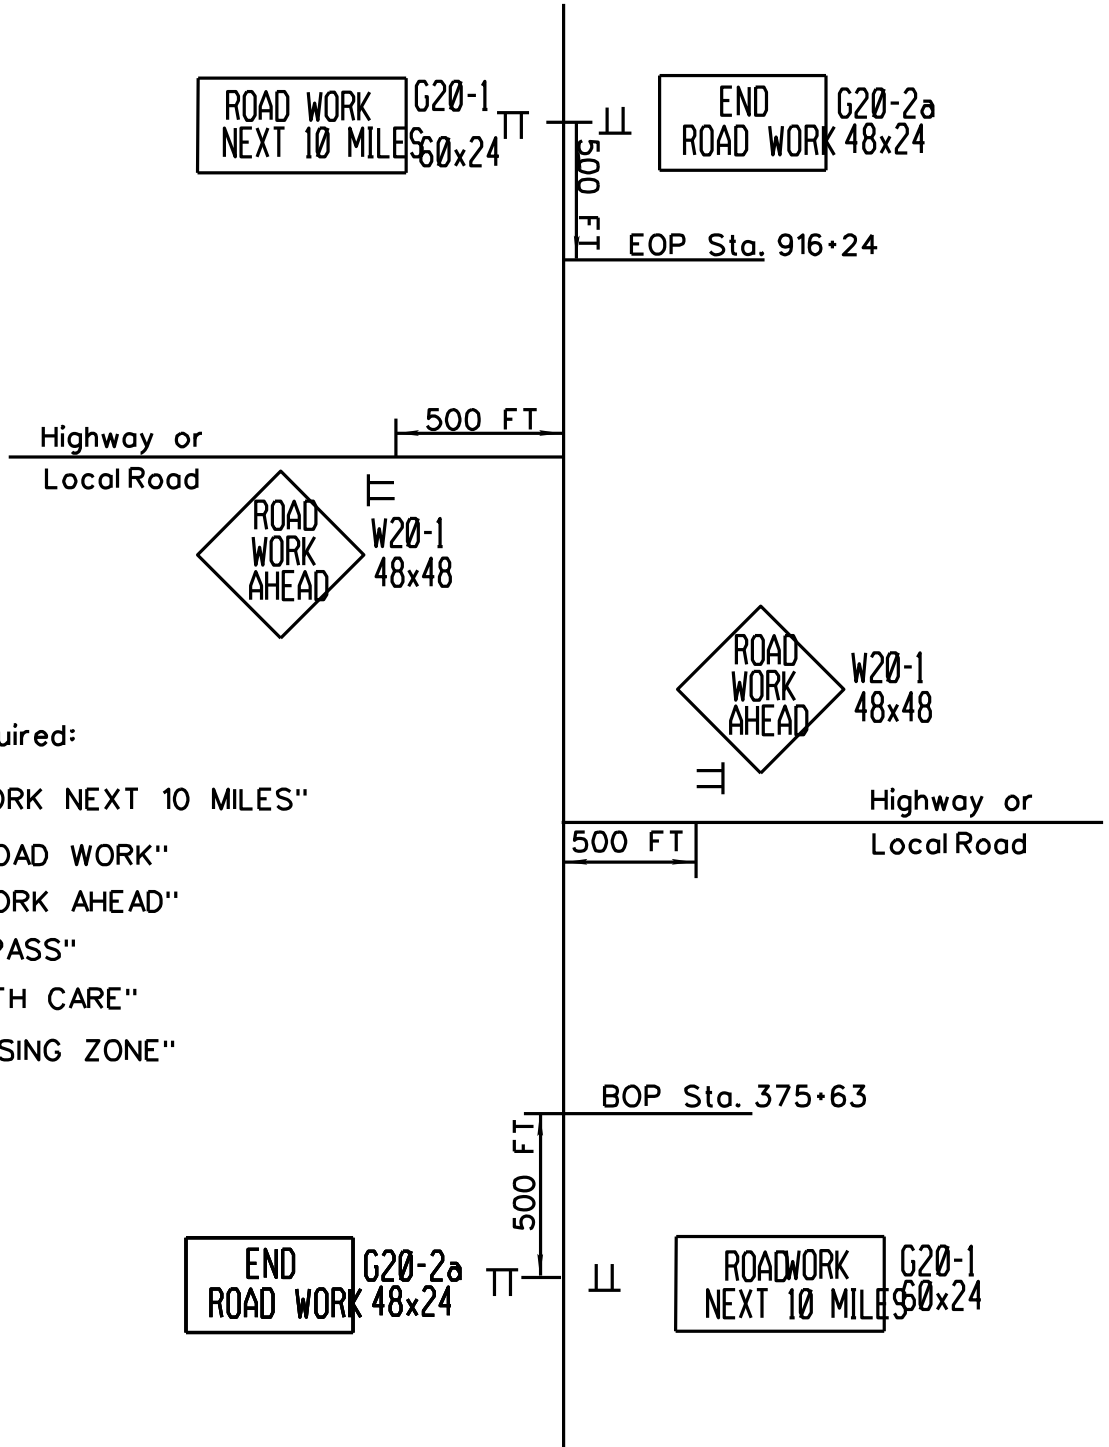 ROAD WORK
NEXT 10 MILES
G20-1
60x24
END
ROAD WORK
G20-2a
48x24
500 FT
EOP Sta. 916+24
500 FT
Highway or
Local Road
ROAD
WORK
AHEAD
W20-1
48x48
ROAD
WORK
AHEAD
W20-1
48x48
uired:
ORK NEXT 10 MILES"
OAD WORK"
ORK AHEAD"
PASS"
TH CARE"
SING ZONE"
Highway or
Local Road
500 FT
BOP Sta. 375+63
500 FT
END
ROAD WORK
G20-2a
48x24
ROAD WORK
NEXT 10 MILES
G20-1
60x24